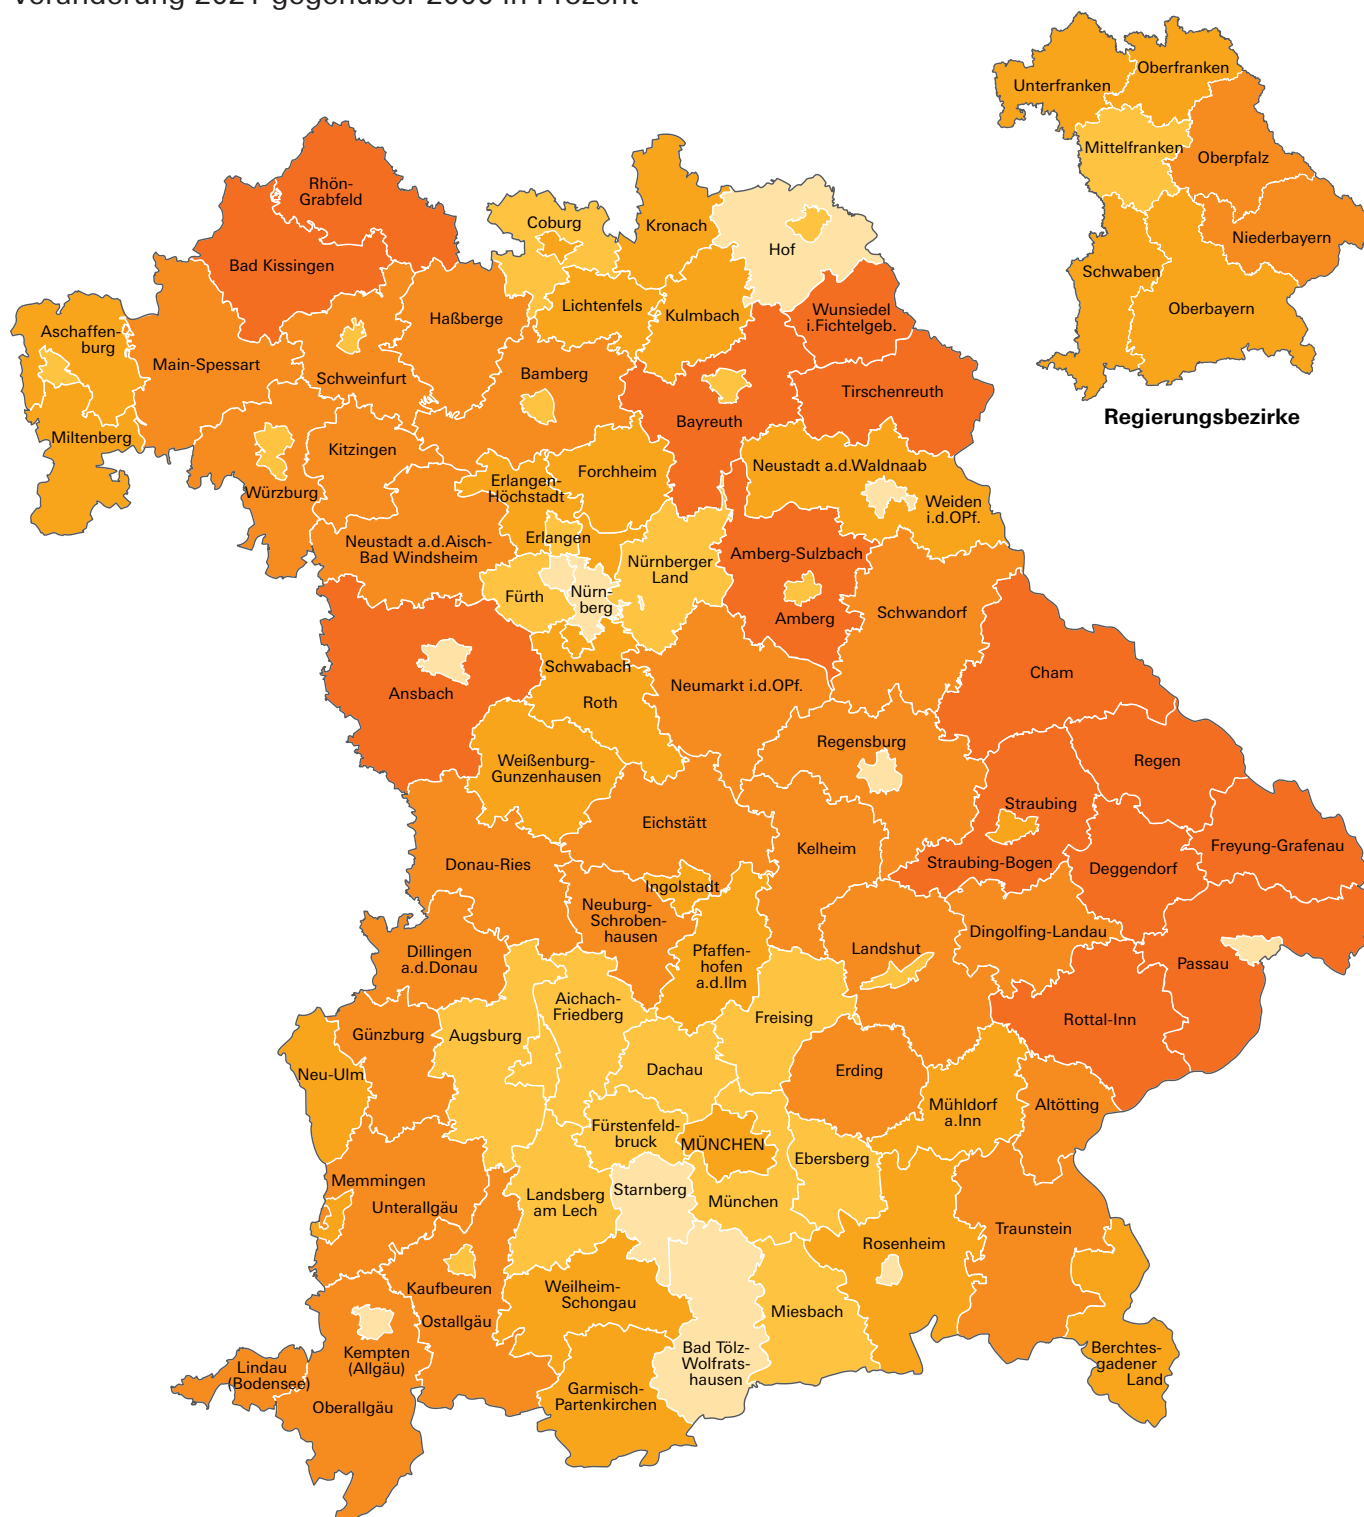 Veränderung 2021 gegenüber 2000 in Prozent
Unterfranken
Oberfranken
Mittelfranken
Oberpfalz
Niederbayern
Schwaben
Oberbayern
Regierungsbezirke
Rhön-
Grabfeld
Bad Kissingen
Coburg
Kronach
Hof
Lichtenfels
Kulmbach
Wunsiedel
i.Fichtelgeb.
Aschaffen-
burg
Main-Spessart
Haßberge
Schweinfurt
Bamberg
Bayreuth
Tirschenreuth
Miltenberg
Kitzingen
Würzburg
Erlangen-
Höchstadt
Forchheim
Neustadt a.d.Waldnaab
Weiden
i.d.OPf.
Neustadt a.d.Aisch-
Bad Windsheim
Erlangen
Nürnberger
Land
Amberg-Sulzbach
Fürth
Nürn-
berg
Amberg
Schwandorf
Ansbach
Schwabach
Roth
Neumarkt i.d.OPf.
Cham
Weißenburg-
Gunzenhausen
Regensburg
Regen
Straubing
Eichstätt
Kelheim
Donau-Ries
Straubing-Bogen
Deggendorf
Freyung-Grafenau
Ingolstadt
Neuburg-
Schroben-
hausen
Dillingen
a.d.Donau
Pfaffen-
hofen
a.d.Ilm
Landshut
Dingolfing-Landau
Passau
Aichach-
Friedberg
Günzburg
Augsburg
Freising
Rottal-Inn
Neu-Ulm
Dachau
Erding
Mühldorf
a.Inn
Altötting
Fürstenfeld-
bruck
MÜNCHEN
Ebersberg
Memmingen
Unterallgäu
Landsberg
am Lech
Starnberg
München
Traunstein
Rosenheim
Kaufbeuren
Ostallgäu
Weilheim-
Schongau
Miesbach
Kempten
(Allgäu)
Lindau
(Bodensee)
Oberallgäu
Bad Tölz-
Wolfrats-
hausen
Garmisch-
Partenkirchen
Berchtes-
gadener
Land